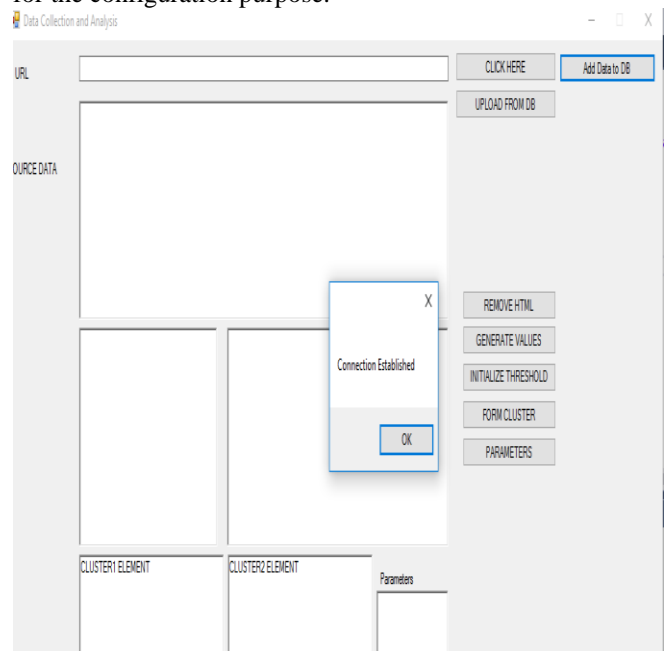 for the configuration purpose.
Data Collection and Analysis
URL
CLICK HERE
Add Data to DB
UPLOAD FROM DB
OURCE DATA
X
REMOVE HTML
GENERATE VALUES
Connection Established
INITIALIZE THRESHOLD
FORM CLUSTER
OK
PARAMETERS
CLUSTER1 ELEMENT
CLUSTER2 ELEMENT
Parameters